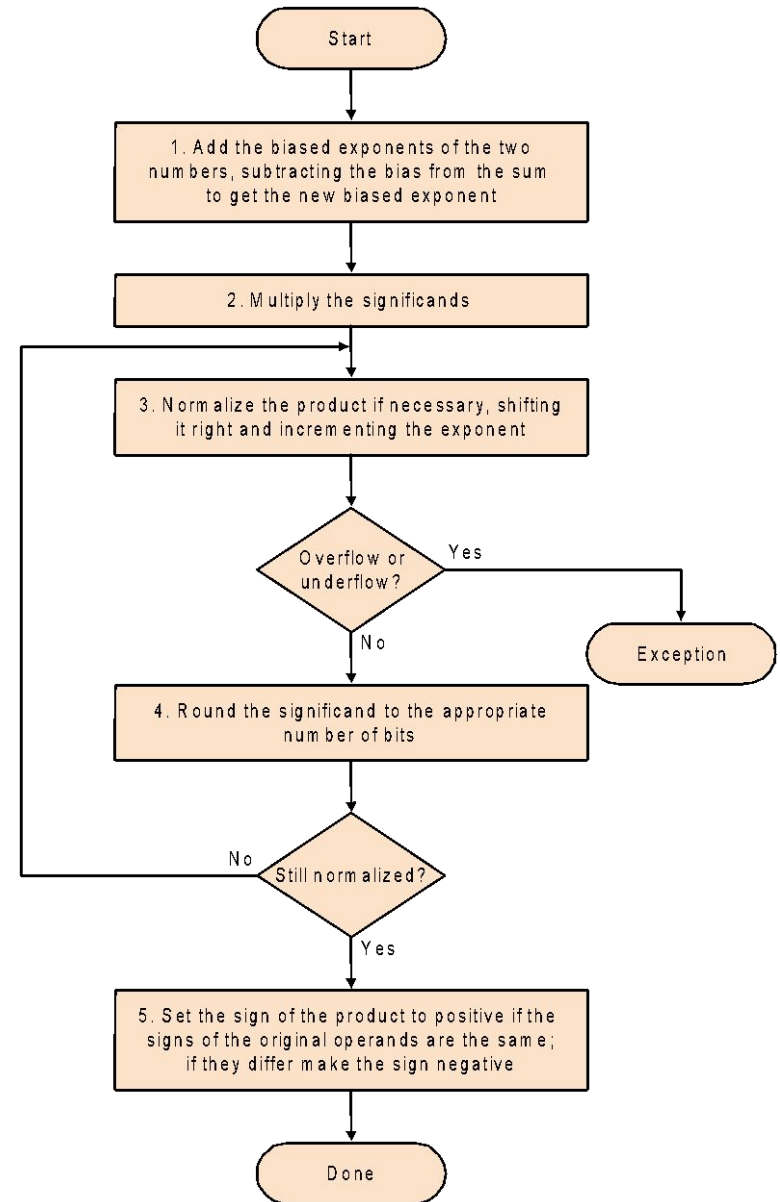 Start
1. Add the biased exponents of the two
numbers, subtracting the bias from the sum
to get the new biased exponent
2. Multiply the significands
3. Normalize the product if necessary, shifting
it right and incrementing the exponent
Overflow or
underflow?
Yes
No
Exception
4. Round the significand to the appropriate
number of bits
No
Still normalized?
Yes
5. Set the sign of the product to positive if the
signs of the original operands are the same;
if they differ make the sign negative
Done